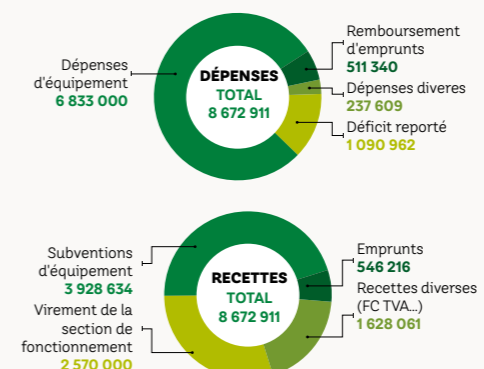 Dépenses
d'équipement
6 833 000
DÉPENSES
TOTAL
8 672 911
Remboursement
d'emprunts
511 340
Dépenses diveres
237 609
Déficit reporté
1 090 962
Subventions
d'équipement
3 928 634
Virement de la
section de
fonctionnement
2 570 000
RECETTES
TOTAL
8 672 911
Emprunts
546 216
Recettes diverses
(FC TVA...)
1 628 061